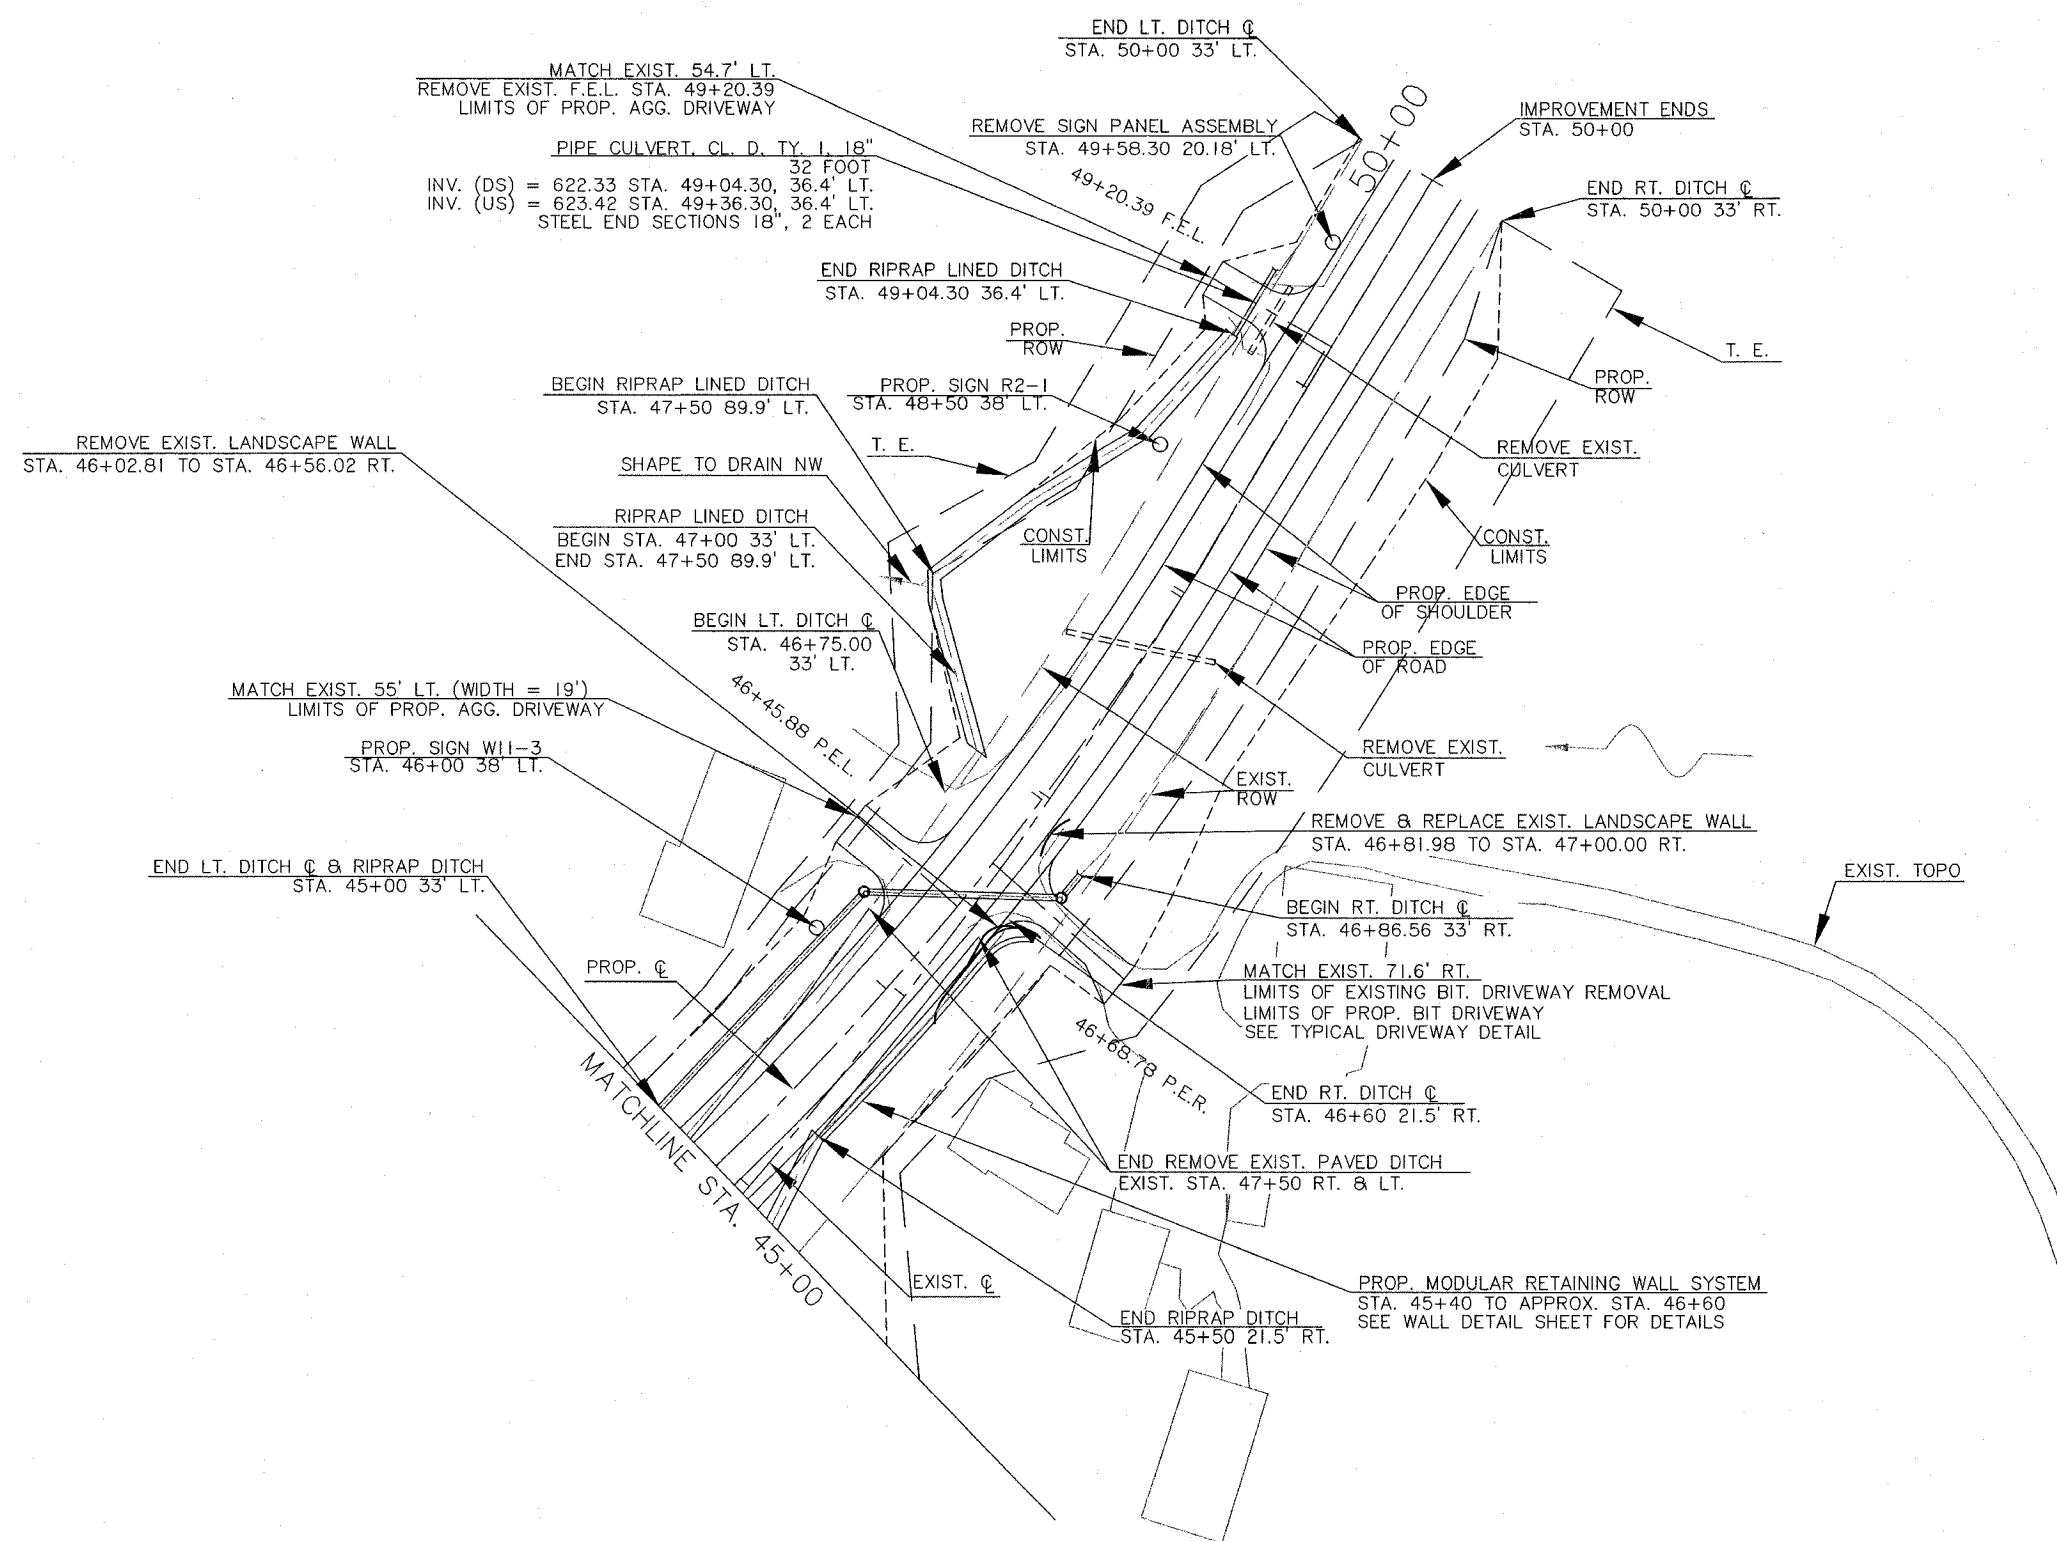 END LT. DITCH ℄
STA. 50+00 33' LT.
MATCH EXIST. 54.7' LT.
REMOVE EXIST. F.E.L. STA. 49+20.39
LIMITS OF PROP. AGG. DRIVEWAY
50+00
IMPROVEMENT ENDS
STA. 50+00
REMOVE SIGN PANEL ASSEMBLY
STA. 49+58.30 20.18' LT.
PIPE CULVERT, CL. D, TY. 1, 18"
32 FOOT
INV. (DS) = 622.33 STA. 49+04.30, 36.4' LT.
INV. (US) = 623.42 STA. 49+36.30, 36.4' LT.
STEEL END SECTIONS 18", 2 EACH
49+20.39 F.E.L.
END RT. DITCH ℄
STA. 50+00 33' RT.
END RIPRAP LINED DITCH
STA. 49+04.30 36.4' LT.
PROP.
ROW
T. E.
PROP.
ROW
BEGIN RIPRAP LINED DITCH
STA. 47+50 89.9' LT.
PROP. SIGN R2-1
STA. 48+50 38' LT.
REMOVE EXIST. LANDSCAPE WALL
STA. 46+02.81 TO STA. 46+56.02 RT.
T. E.
REMOVE EXIST.
CULVERT
SHAPE TO DRAIN NW
RIPRAP LINED DITCH
BEGIN STA. 47+00 33' LT.
END STA. 47+50 89.9' LT.
CONST.
LIMITS
CONST.
LIMITS
PROP. EDGE
OF SHOULDER
BEGIN LT. DITCH ℄
STA. 46+75.00
33' LT.
PROP. EDGE
OF ROAD
MATCH EXIST. 55' LT. (WIDTH = 19')
LIMITS OF PROP. AGG. DRIVEWAY
46+45.88 P.E.L.
PROP. SIGN W11-3
STA. 46+00 38' LT.
REMOVE EXIST.
CULVERT
EXIST.
ROW
REMOVE & REPLACE EXIST. LANDSCAPE WALL
STA. 46+81.98 TO STA. 47+00.00 RT.
END LT. DITCH ℄ & RIPRAP DITCH
STA. 45+00 33' LT.
EXIST. TOPO
BEGIN RT. DITCH ℄
STA. 46+86.56 33' RT.
PROP. ℄
MATCH EXIST. 71.6' RT.
LIMITS OF EXISTING BIT. DRIVEWAY REMOVAL
LIMITS OF PROP. BIT DRIVEWAY
SEE TYPICAL DRIVEWAY DETAIL
46+68.78 P.E.R.
END RT. DITCH ℄
STA. 46+60 21.5' RT.
MATCHLINE STA. 45+00
END REMOVE EXIST. PAVED DITCH
EXIST. STA. 47+50 RT. & LT.
EXIST. ℄
PROP. MODULAR RETAINING WALL SYSTEM
STA. 45+40 TO APPROX. STA. 46+60
SEE WALL DETAIL SHEET FOR DETAILS
END RIPRAP DITCH
STA. 45+50 21.5' RT.